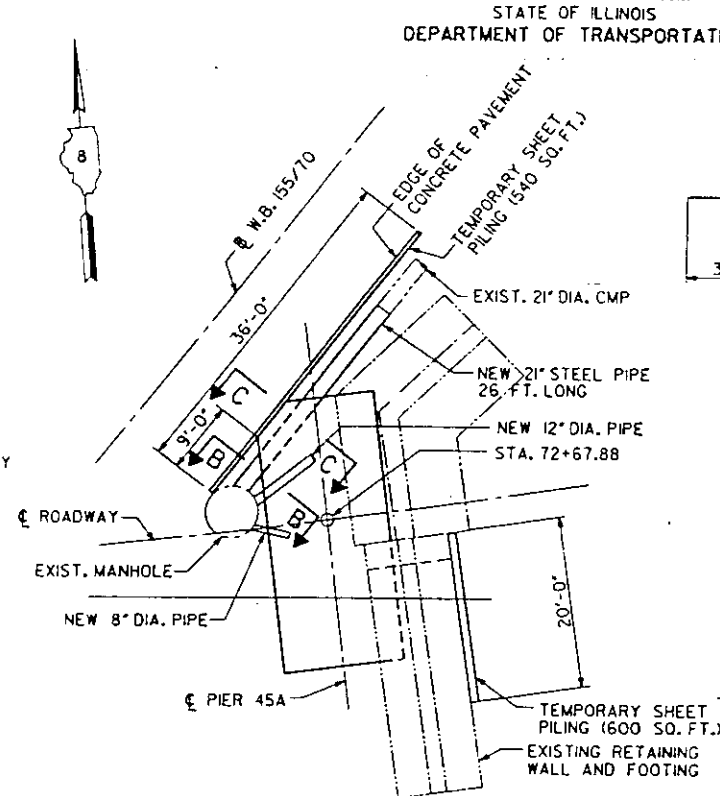 STATE OF ILLINOIS
DEPARTMENT OF TRANSPORTATI
8
℄ W.B. I55/70
EDGE OF
CONCRETE PAVEMENT
TEMPORARY SHEET
PILING (540 SQ. FT.)
3
36'-0"
EXIST. 21" DIA. CMP
9'-0"
C
B
NEW 21" STEEL PIPE
26 FT. LONG
NEW 12" DIA. PIPE
C
STA. 72+67.88
Y
B
℄ ROADWAY
EXIST. MANHOLE
NEW 8" DIA. PIPE
20'-0"
℄ PIER 45A
TEMPORARY SHEET
PILING (600 SQ. FT.)
EXISTING RETAINING
WALL AND FOOTING